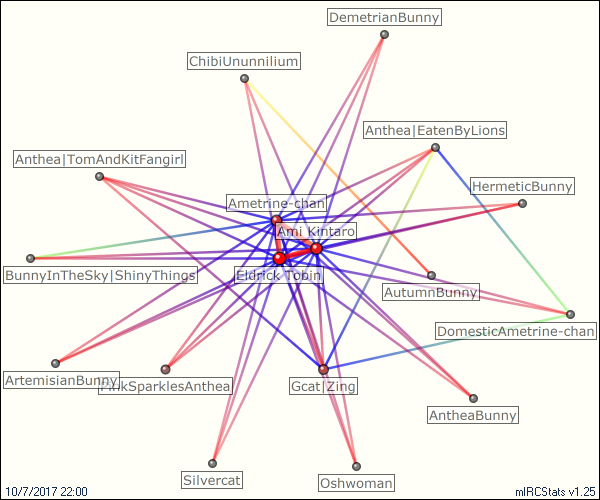 DemetrianBunny
ChibiUnunnilium
Anthea|EatenByLions
Anthea|TomAndKitFangirl
HermeticBunny
Ametrine-chan
Ami Kintaro
BunnyInTheSky|ShinyThings
Eldrick Tobin
AutumnBunny
DomesticAmetrine-chan
ArtemisianBunny
PinkSparklesAnthea
Gcat|Zing
AntheaBunny
Silvercat
Oshwoman
10/7/2017 22:00
mIRCStats v1.25